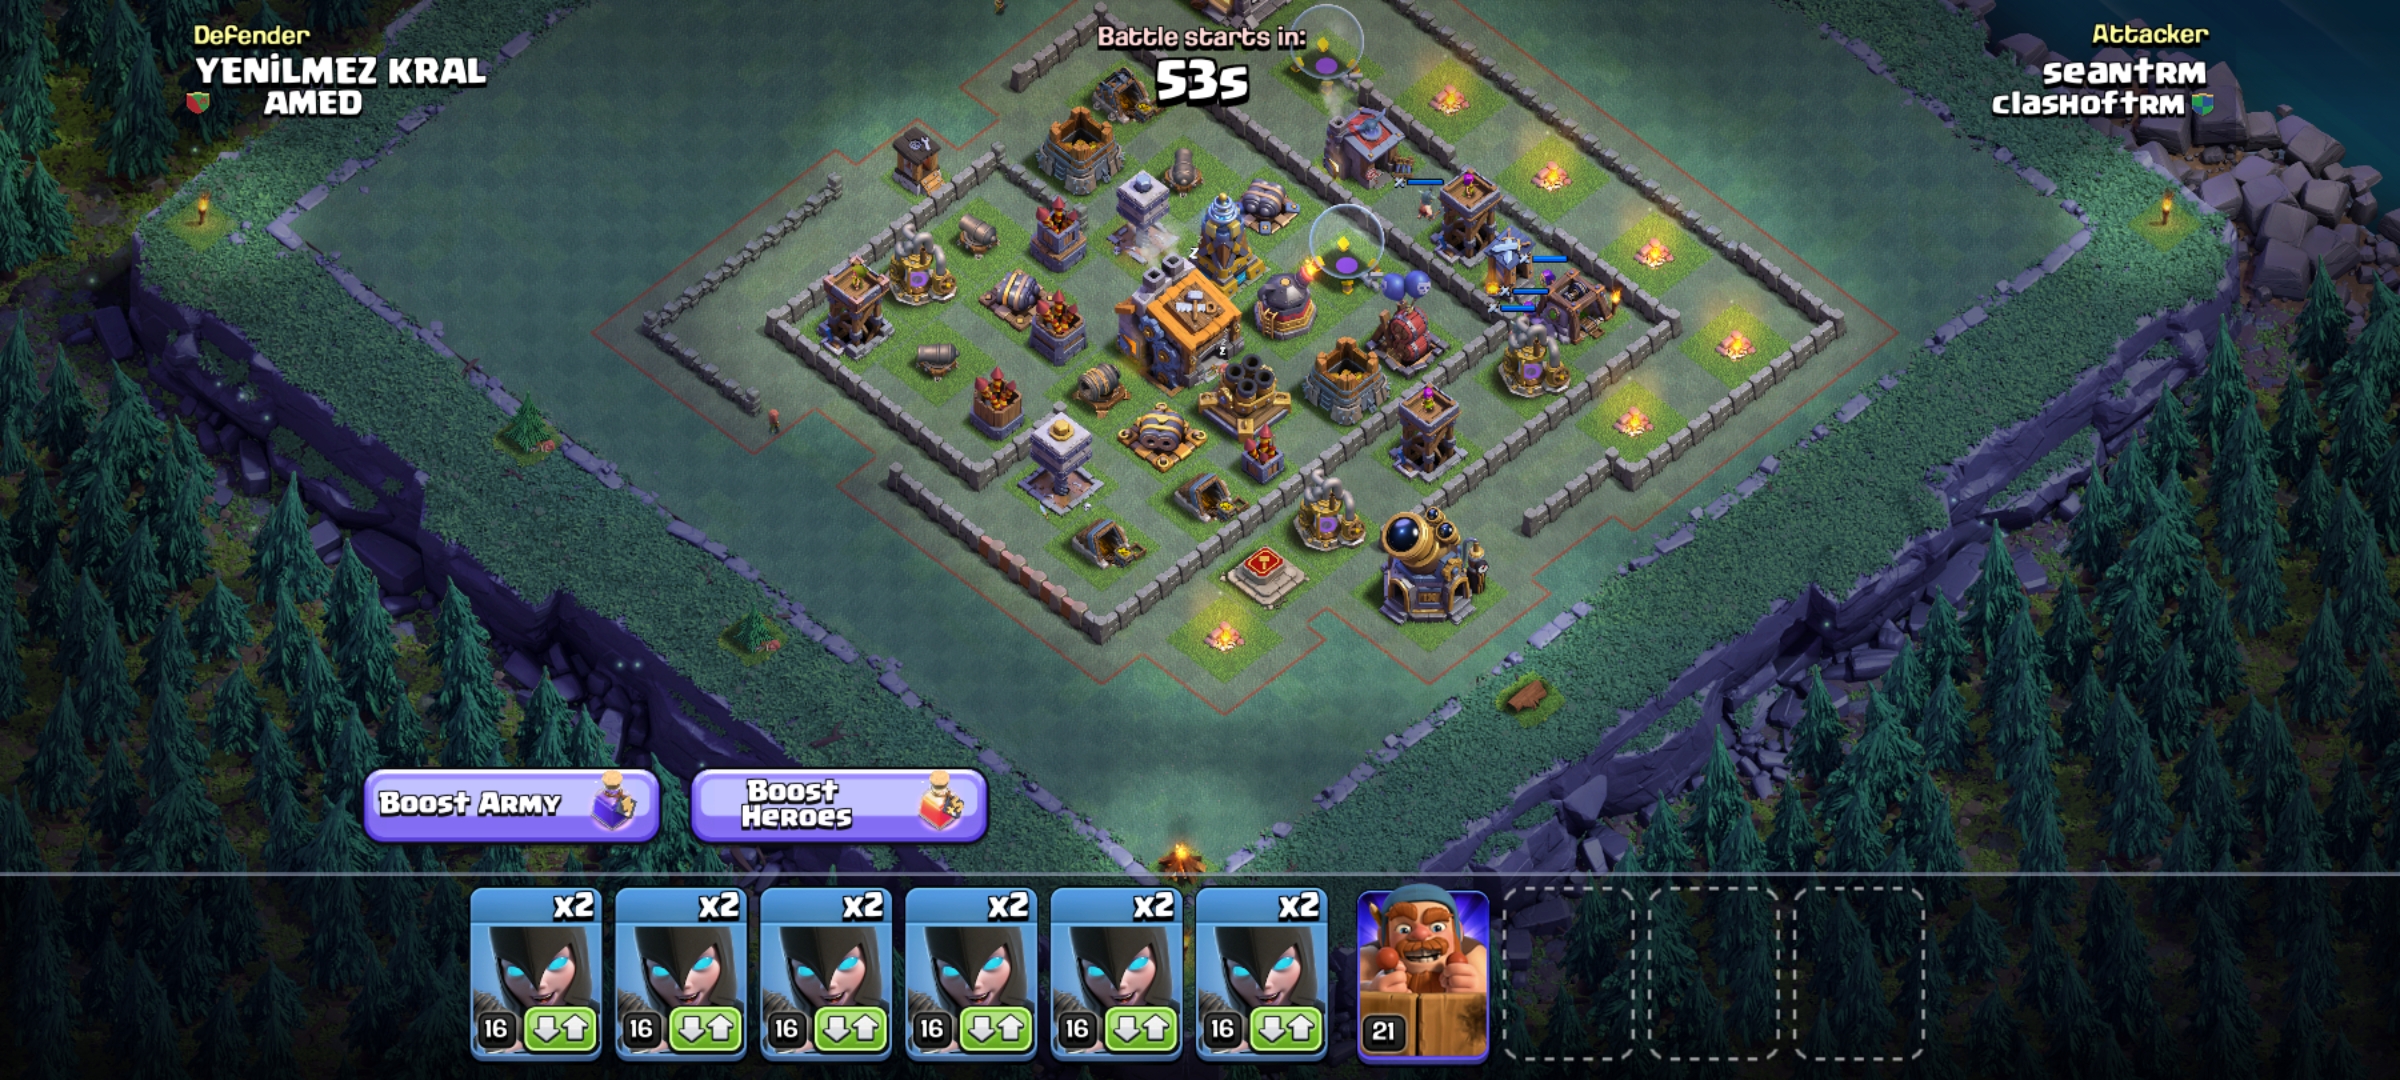 Defender
YENİLMEZ KRAL
AMED
Battle starts in:
53s
Attacker
seantRM
clashoftRM
Boost Army
Boost
Heroes
x2
x2
x2
x2
x2
x2
16
16
16
16
16
16
21